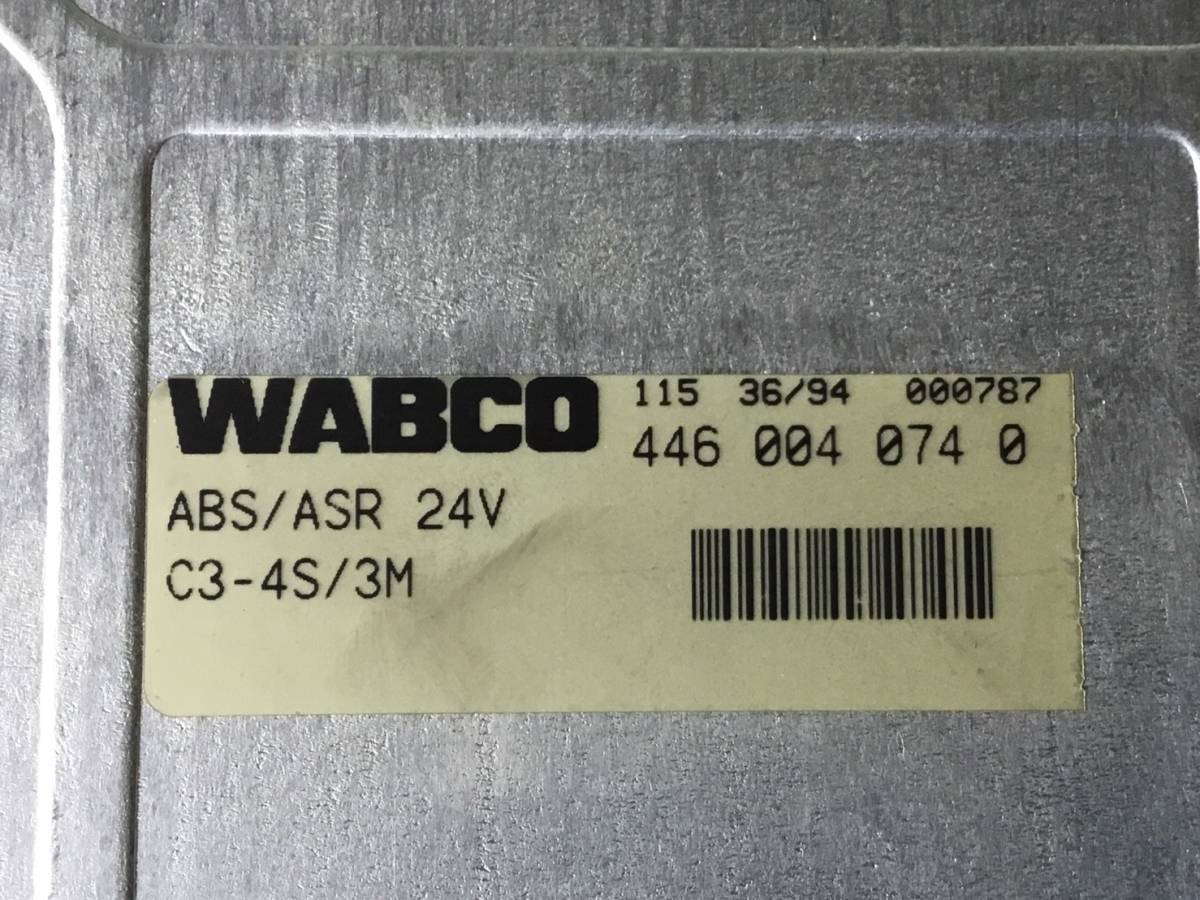 WABCO 115 36/94 000787
446 004 074 0
ABS/ASR 24V
C3-4S/3M